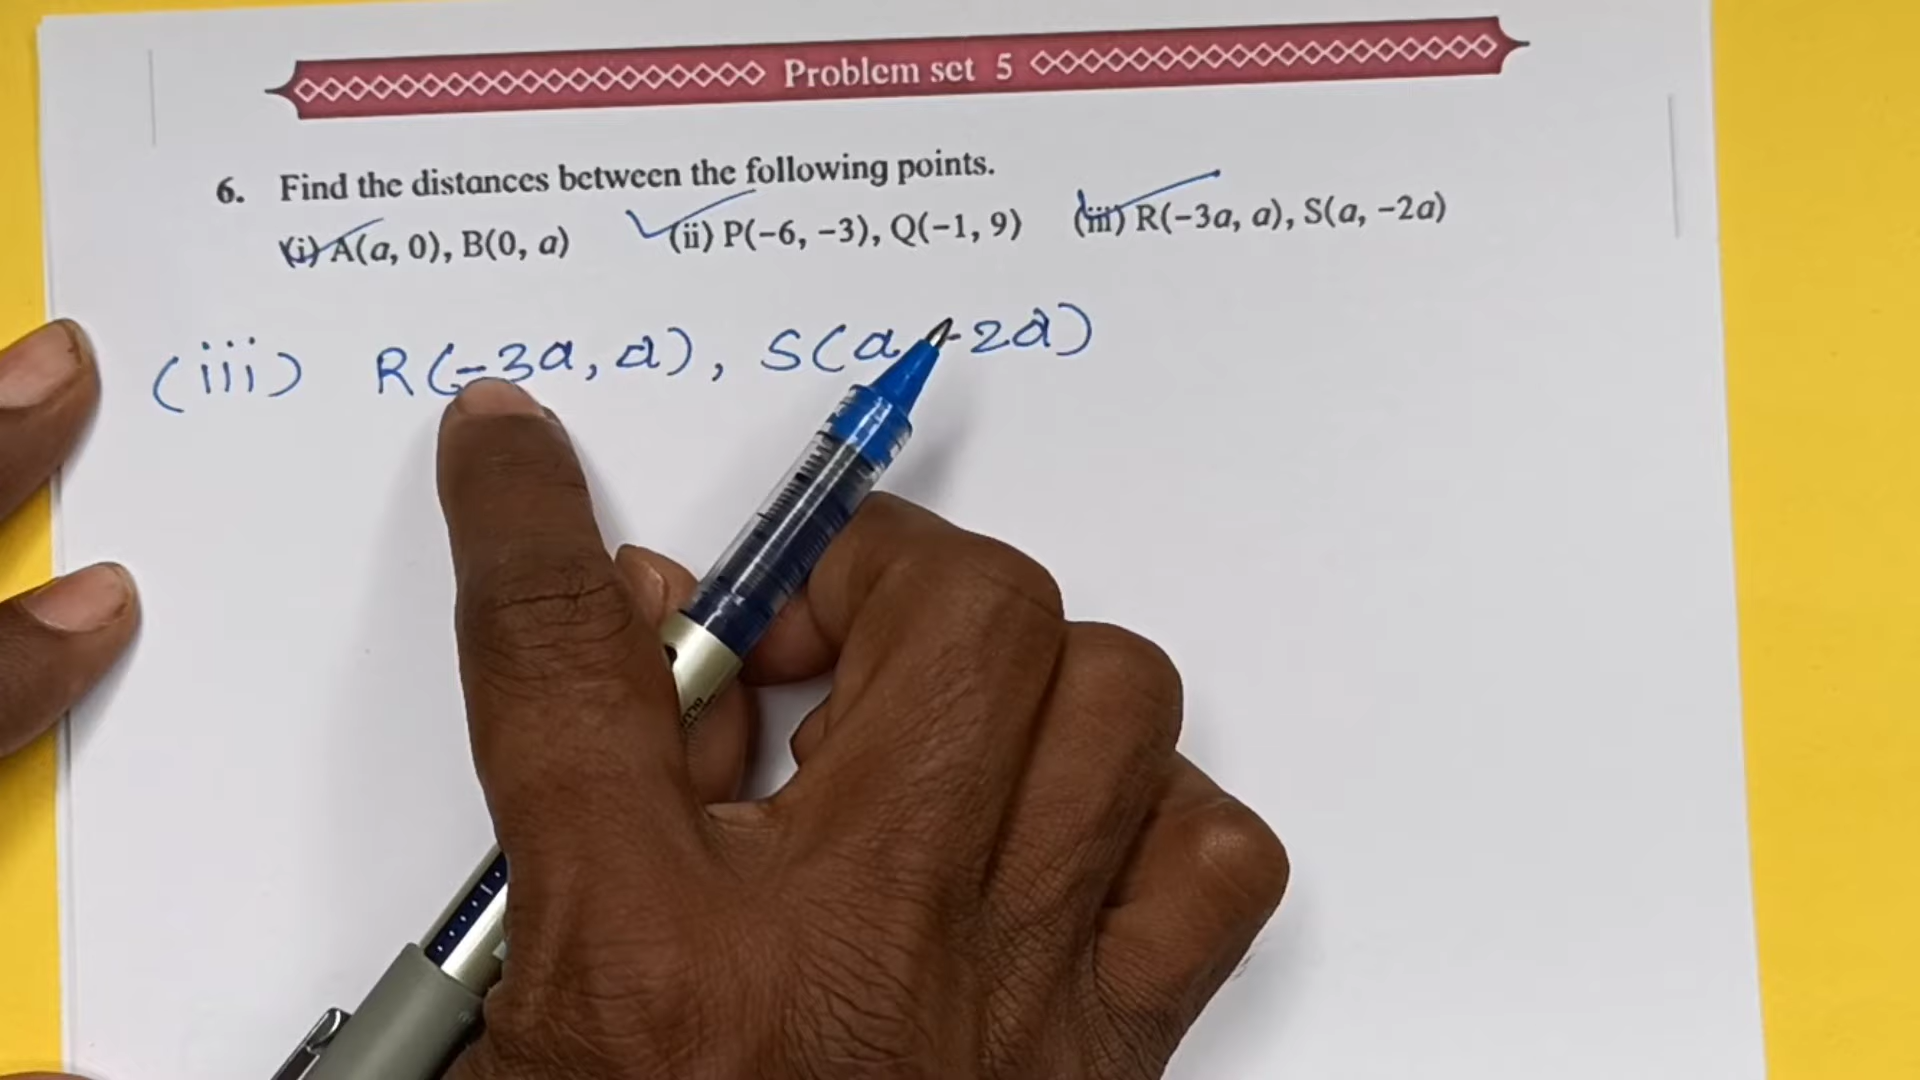 Problem set 5
6. Find the distances between the following points.
(i) A(a, 0), B(0, a) (ii) P(−6, −3), Q(−1, 9) (iii) R(−3a, a), S(a, −2a)
(iii) R(-3a, a), S(a, -2a)